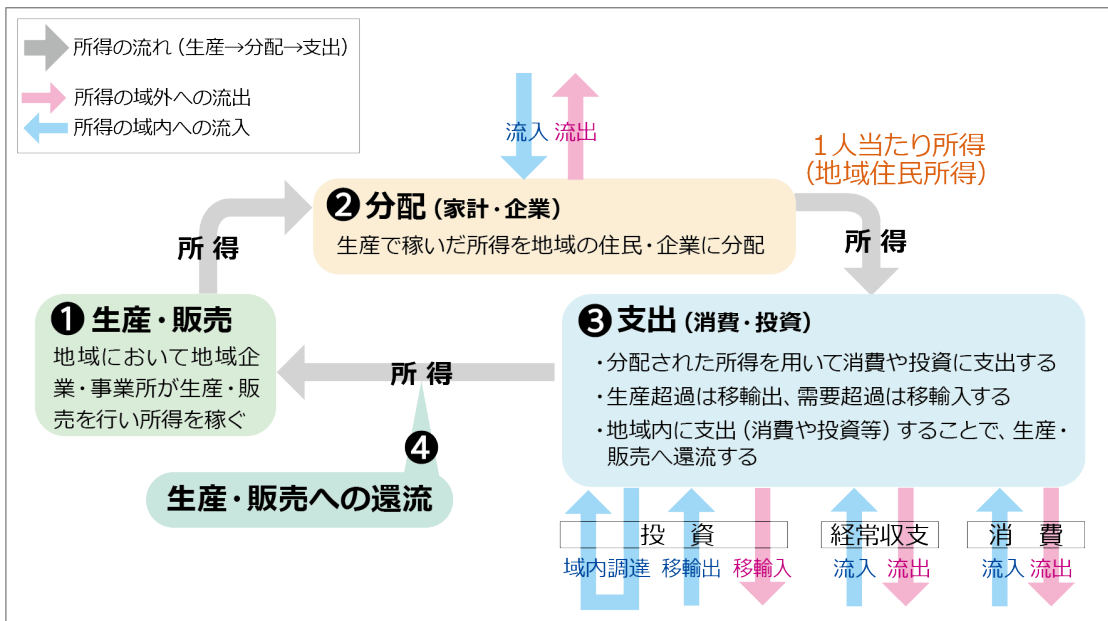 所得の流れ(生産→分配→支出)
所得の域外への流出
所得の域内への流入
流入 流出
1人当たり所得
(地域住民所得)
❷分配(家計・企業)
生産で稼いだ所得を地域の住民・企業に分配
所得
所得
❶生産・販売
地域において地域企
業・事業所が生産・販
売を行い所得を稼ぐ
❸支出(消費・投資)
・分配された所得を用いて消費や投資に支出する
・生産超過は移輸出、需要超過は移輸入する
・地域内に支出(消費や投資等)することで、生産・
販売へ還流する
所得
❹
生産・販売への還流
投資 経常収支 消費
域内調達 移輸出 移輸入 流入 流出 流入 流出